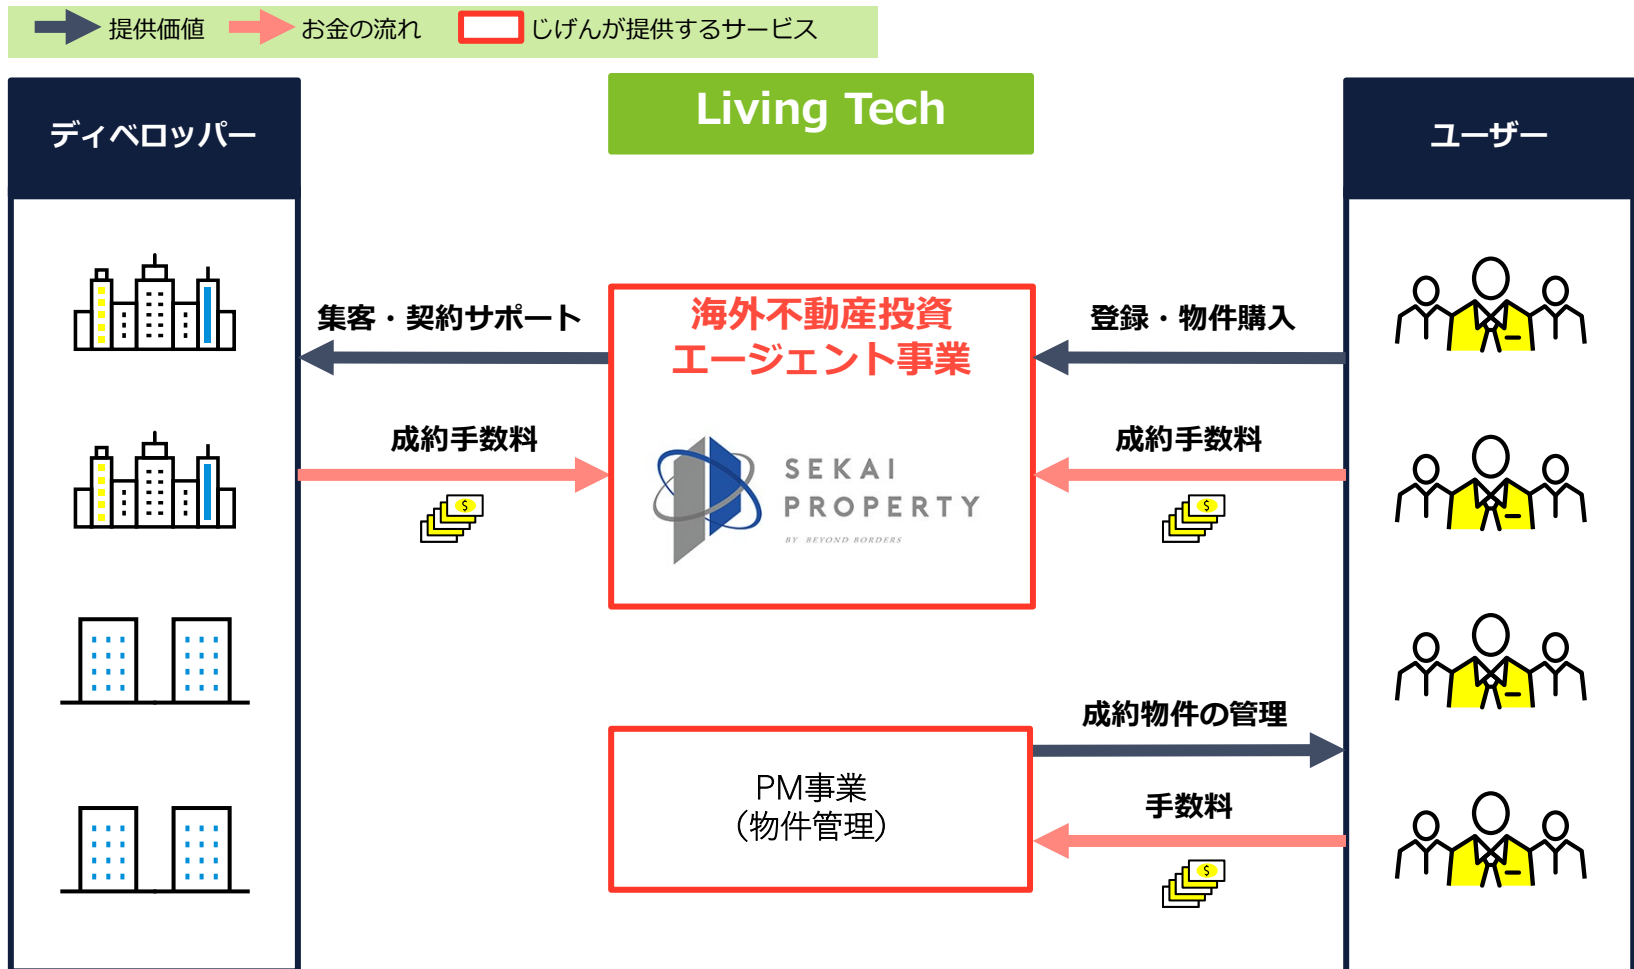 提供価値 お金の流れ じげんが提供するサービス
Living Tech
ディベロッパー
ユーザー
集客・契約サポート
海外不動産投資
エージェント事業
登録・物件購入
成約手数料
成約手数料
SEKAI
PROPERTY
BY BEYOND BORDERS
$
$
成約物件の管理
PM事業
(物件管理)
手数料
$